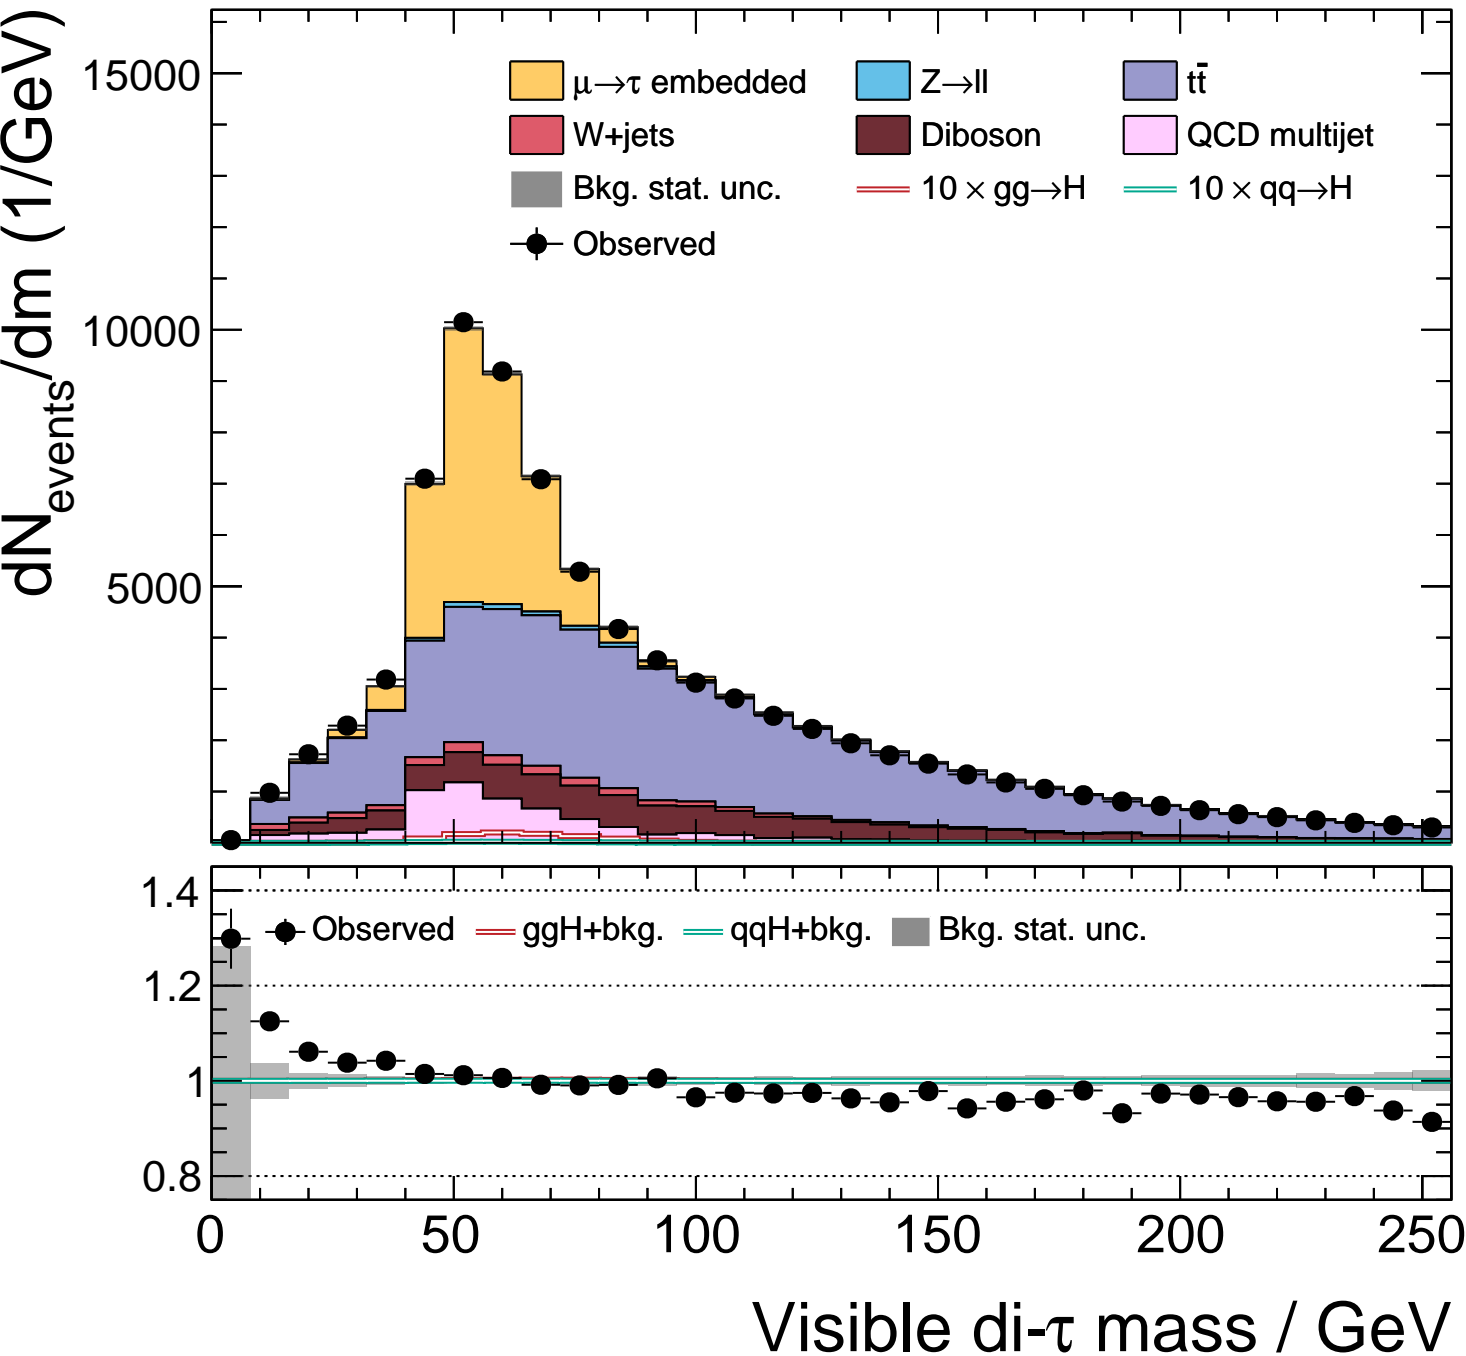 dN_events/dm (1/GeV)
15000
10000
5000
μ→τ embedded Z→ll tt̄
W+jets Diboson QCD multijet
Bkg. stat. unc. 10 × gg→H 10 × qq→H
Observed
1.4
1.2
1
0.8
Observed ggH+bkg. qqH+bkg. Bkg. stat. unc.
0 50 100 150 200 250
Visible di-τ mass / GeV